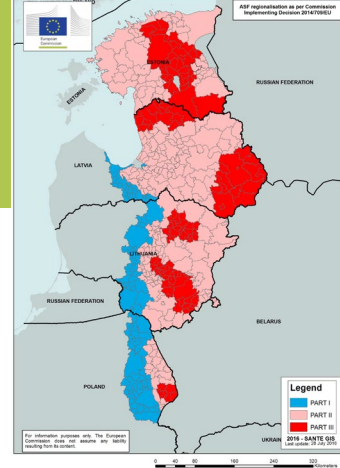 ASF regionalisation as per Commission
Implementing Decision 2014/709/EU
European
Commission
ESTONIA
RUSSIAN FEDERATION
ESTONIA
LATVIA
LITHUANIA
RUSSIAN FEDERATION
BELARUS
POLAND
Legend
PART I
PART II
PART III
For information purposes only. The European
Commission does not assume any liability
resulting from its content.
UKRAIN
2016 - SANTE GIS
Last update: 29 July 2016
0 40 80 160 240 320
Kilometers